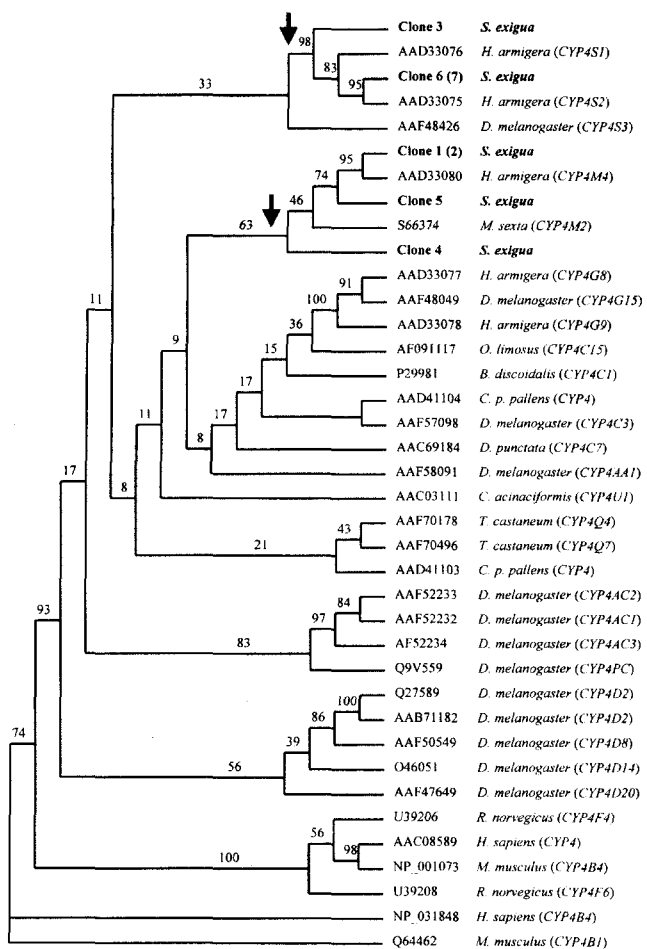 Clone 3 S. exigua
98
AAD33076 H. armigera (CYP4S1)
83
33
Clone 6 (7) S. exigua
95
AAD33075 H. armigera (CYP4S2)
AAF48426 D. melanogaster (CYP4S3)
Clone 1 (2) S. exigua
95
AAD33080 H. armigera (CYP4M4)
74
Clone 5 S. exigua
46
S66374 M. sexta (CYP4M2)
63
Clone 4 S. exigua
AAD33077 H. armigera (CYP4G8)
91
11
AAF48049 D. melanogaster (CYP4G15)
100
AAD33078 H. armigera (CYP4G9)
36
9
AF091117 O. limosus (CYP4C15)
15
P29981 B. discoidalis (CYP4C1)
17
AAD41104 C. p. pallens (CYP4)
11
17
AAF57098 D. melanogaster (CYP4C3)
8
AAC69184 D. punctata (CYP4C7)
17
AAF58091 D. melanogaster (CYP4AA1)
8
AAC03111 C. acinaciformis (CYP4U1)
AAF70178 T. castaneum (CYP4Q4)
43
21
AAF70496 T. castaneum (CYP4Q7)
AAD41103 C. p. pallens (CYP4)
AAF52233 D. melanogaster (CYP4AC2)
84
93
AAF52232 D. melanogaster (CYP4AC1)
97
83
AF52234 D. melanogaster (CYP4AC3)
Q9V559 D. melanogaster (CYP4PC)
Q27589 D. melanogaster (CYP4D2)
100
AAB71182 D. melanogaster (CYP4D2)
86
74
AAF50549 D. melanogaster (CYP4D8)
39
56
O46051 D. melanogaster (CYP4D14)
AAF47649 D. melanogaster (CYP4D20)
U39206 R. norvegicus (CYP4F4)
56
AAC08589 H. sapiens (CYP4)
98
100
NP_001073 M. musculus (CYP4B4)
U39208 R. norvegicus (CYP4F6)
NP_031848 H. sapiens (CYP4B4)
Q64462 M. musculus (CYP4B1)